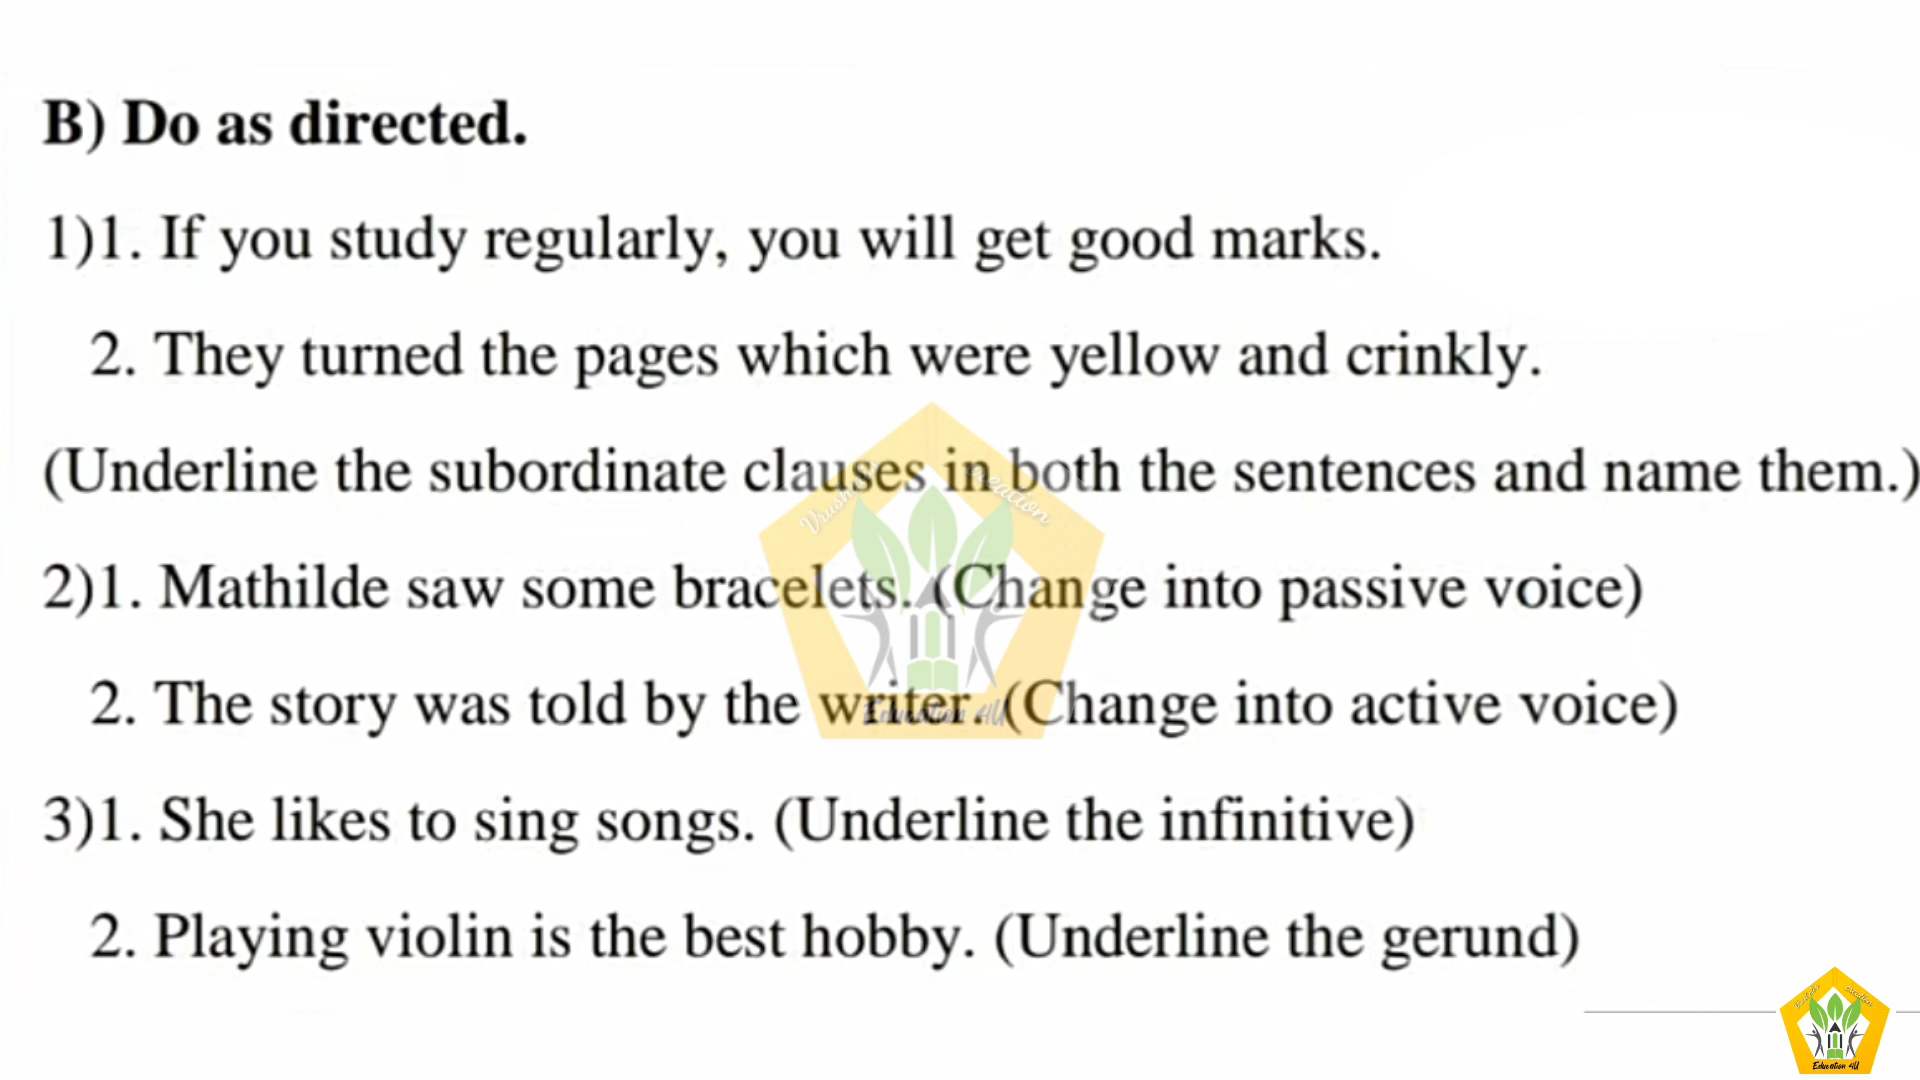 B) Do as directed.
1)1. If you study regularly, you will get good marks.
2. They turned the pages which were yellow and crinkly.
(Underline the subordinate clauses in both the sentences and name them.)
2)1. Mathilde saw some bracelets. (Change into passive voice)
2. The story was told by the writer. (Change into active voice)
3)1. She likes to sing songs. (Underline the infinitive)
2. Playing violin is the best hobby. (Underline the gerund)
Education 4U
Education 4U